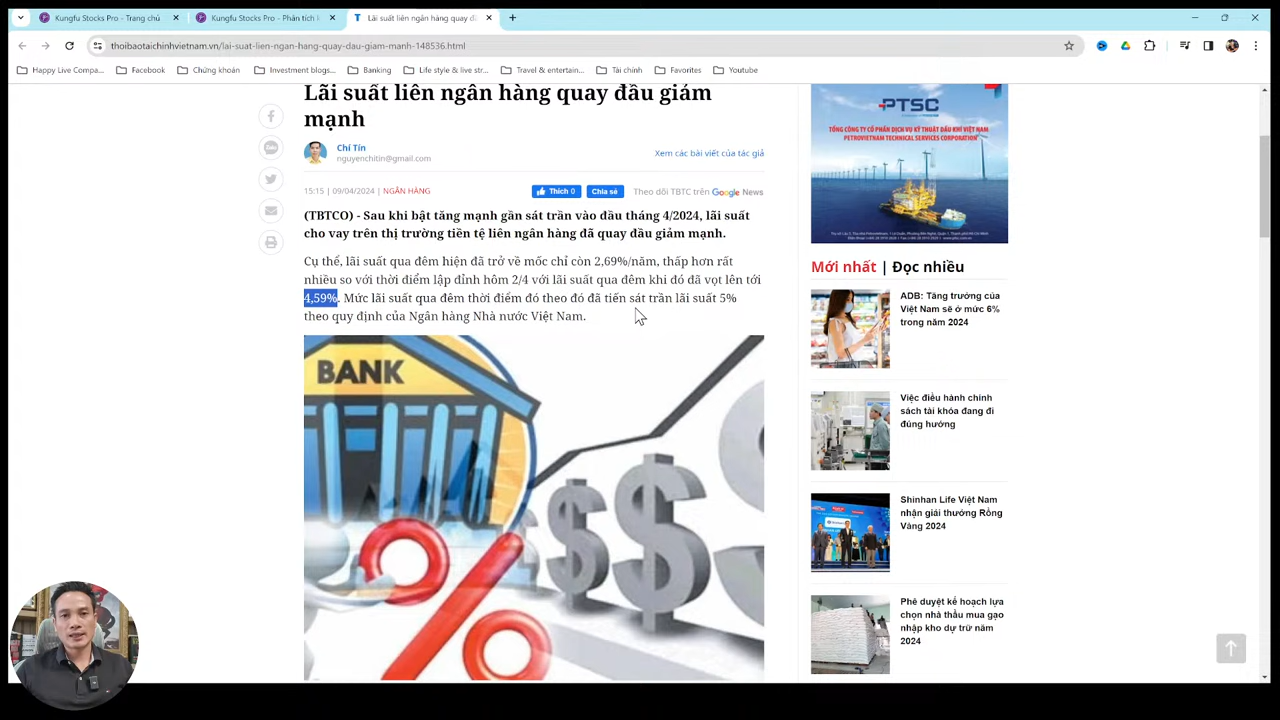 Kungfu Stocks Pro - Trang chủ
Kungfu Stocks Pro - Phân tích k
Lãi suất liên ngân hàng quay đầ
thoibaotaichinhvietnam.vn/lai-suat-lien-ngan-hang-quay-dau-giam-manh-148536.html
Happy Live Compa...
Facebook
Chứng khoán
Investment blogs...
Banking
Life style & live str...
Travel & entertain...
Tài chính
Favorites
Youtube
Lãi suất liên ngân hàng quay đầu giảm
mạnh
Chí Tín
nguyenchitin@gmail.com
Xem các bài viết của tác giả
15:15 | 09/04/2024 | NGÂN HÀNG
Thích 0
Chia sẻ
Theo dõi TBTC trên Google News
(TBTCO) - Sau khi bật tăng mạnh gần sát trần vào đầu tháng 4/2024, lãi suất
cho vay trên thị trường tiền tệ liên ngân hàng đã quay đầu giảm mạnh.
Cụ thể, lãi suất qua đêm hiện đã trở về mốc chỉ còn 2,69%/năm, thấp hơn rất
nhiều so với thời điểm lập đỉnh hôm 2/4 với lãi suất qua đêm khi đó đã vọt lên tới
4,59%. Mức lãi suất qua đêm thời điểm đó theo đó đã tiến sát trần lãi suất 5%
theo quy định của Ngân hàng Nhà nước Việt Nam.
BANK
%
$
$
PTSC
TỔNG CÔNG TY CỔ PHẦN DỊCH VỤ KỸ THUẬT DẦU KHÍ VIỆT NAM
PETROVIETNAM TECHNICAL SERVICES CORPORATION
Mới nhất | Đọc nhiều
ADB: Tăng trưởng của
Việt Nam sẽ ở mức 6%
trong năm 2024
Việc điều hành chính
sách tài khóa đang đi
đúng hướng
Shinhan Life Việt Nam
nhận giải thưởng Rồng
Vàng 2024
Phê duyệt kế hoạch lựa
chọn nhà thầu mua gạo
nhập kho dự trữ năm
2024